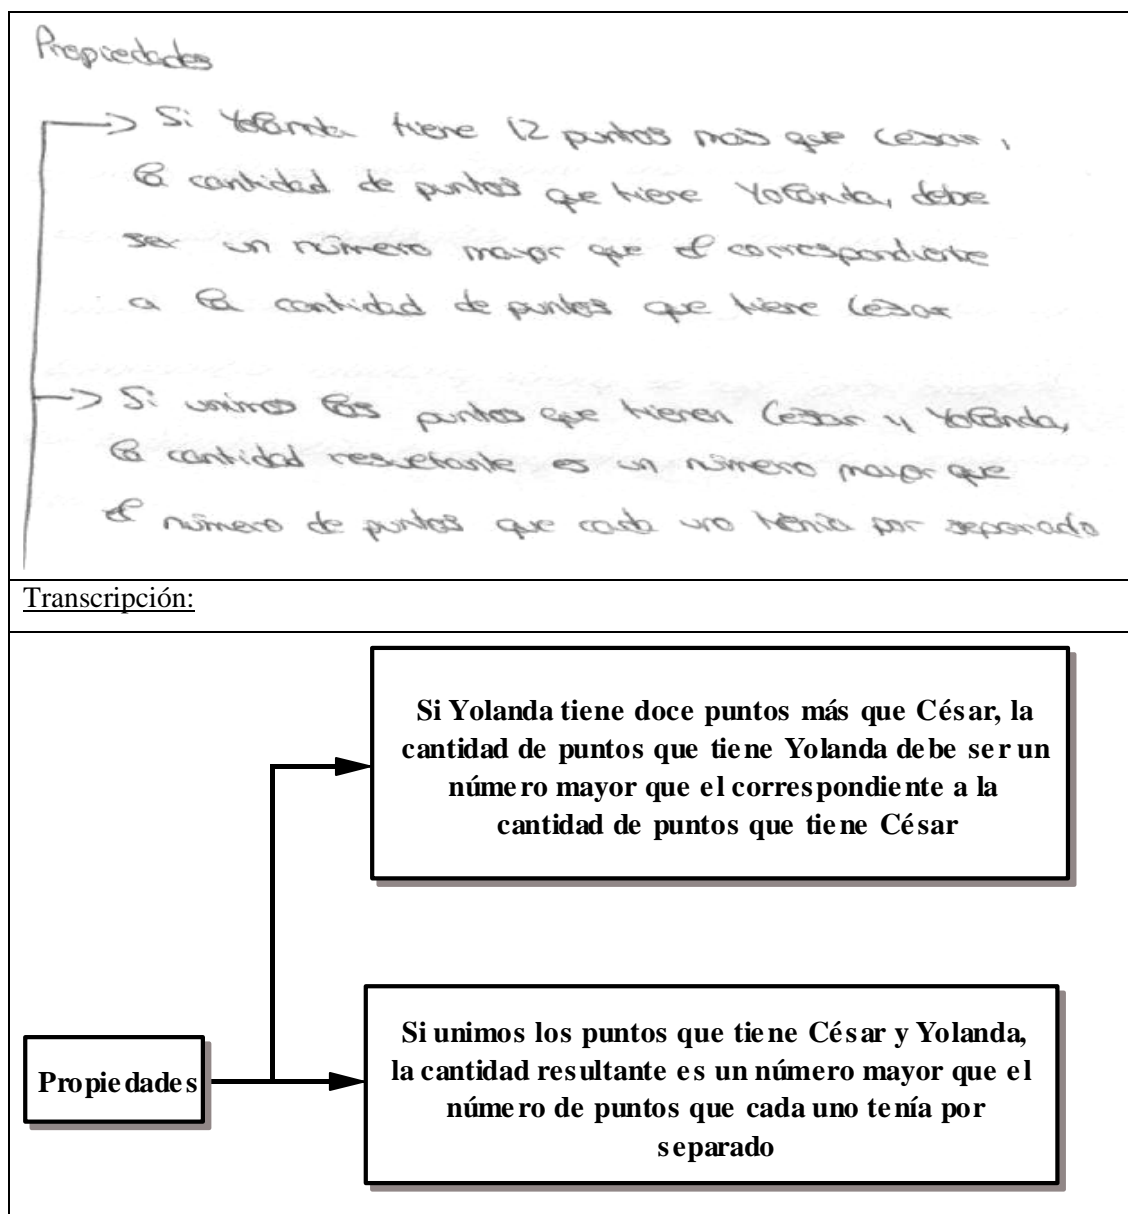 Propiedades
Si Yolanda tiene 12 puntos más que Cesar,
la cantidad de puntos que tiene Yolanda, debe
ser un número mayor que el correspondiente
a la cantidad de puntos que tiene Cesar
Si unimos los puntos que tienen Cesar y Yolanda,
la cantidad resultante es un número mayor que
el número de puntos que cada uno tenía por separado
Transcripción:
Si Yolanda tiene doce puntos más que César, la
cantidad de puntos que tiene Yolanda debe ser un
número mayor que el correspondiente a la
cantidad de puntos que tiene César
Propiedades
Si unimos los puntos que tiene César y Yolanda,
la cantidad resultante es un número mayor que el
número de puntos que cada uno tenía por
separado